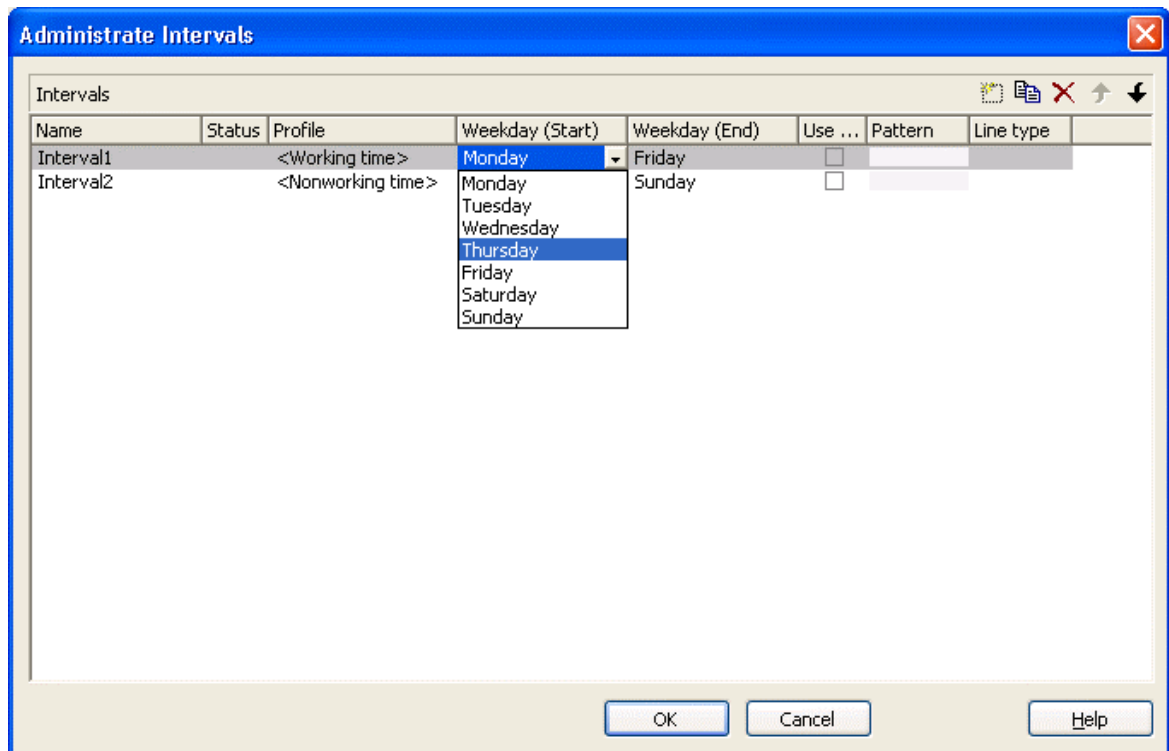 Administrate Intervals
Intervals
Name Status Profile Weekday (Start) Weekday (End) Use ... Pattern Line type
Interval1 <Working time> Monday Friday
Interval2 <Nonworking time> Monday Sunday
Tuesday
Wednesday
Thursday
Friday
Saturday
Sunday
OK Cancel Help